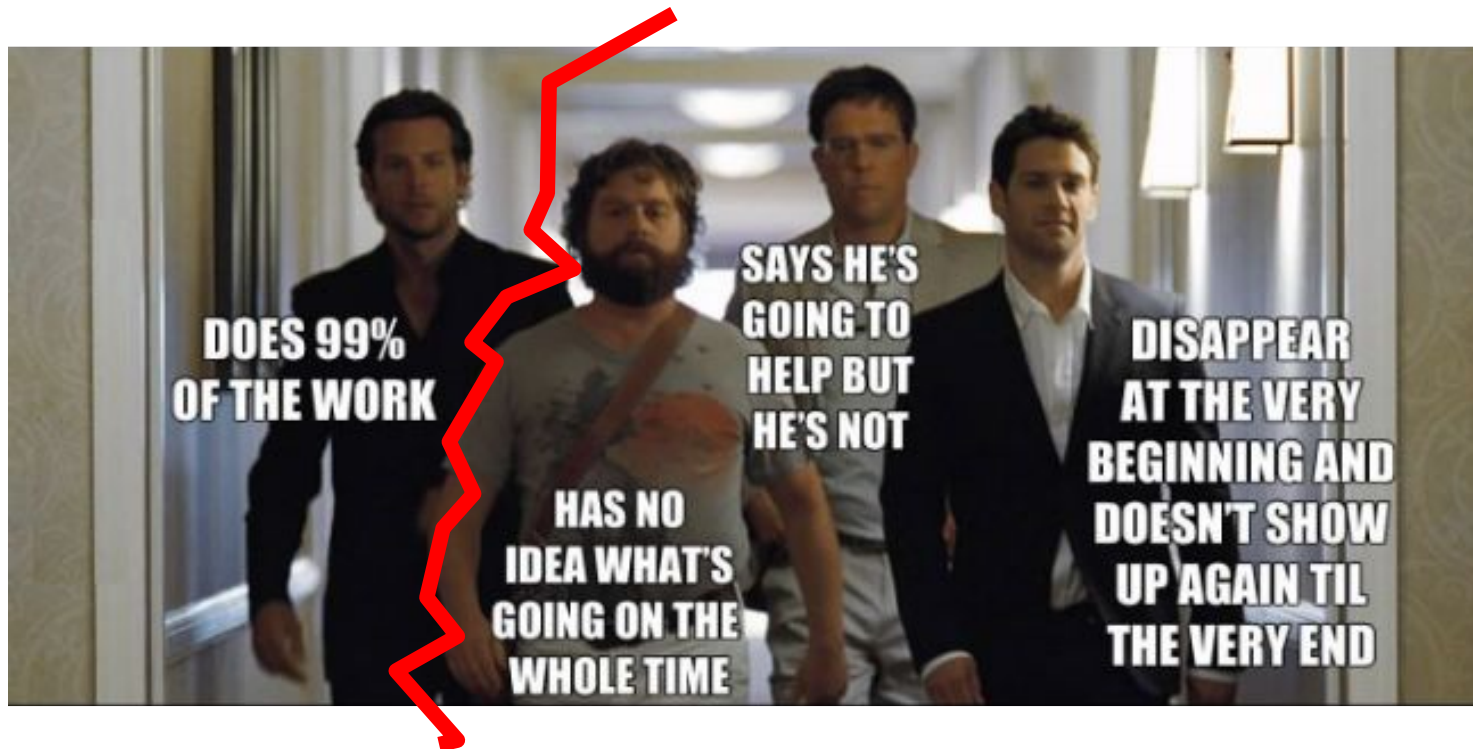 DOES 99%
OF THE WORK
HAS NO
IDEA WHAT'S
GOING ON THE
WHOLE TIME
SAYS HE'S
GOING TO
HELP BUT
HE'S NOT
DISAPPEAR
AT THE VERY
BEGINNING AND
DOESN'T SHOW
UP AGAIN TIL
THE VERY END